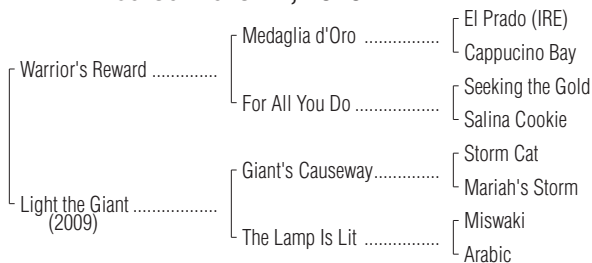 El Prado (IRE)
Medaglia d'Oro ................
Cappucino Bay
Warrior's Reward ..............
Seeking the Gold
For All You Do ..................
Salina Cookie
Storm Cat
Giant's Causeway..............
Mariah's Storm
Light the Giant ..................
(2009)
Miswaki
The Lamp Is Lit ................
Arabic